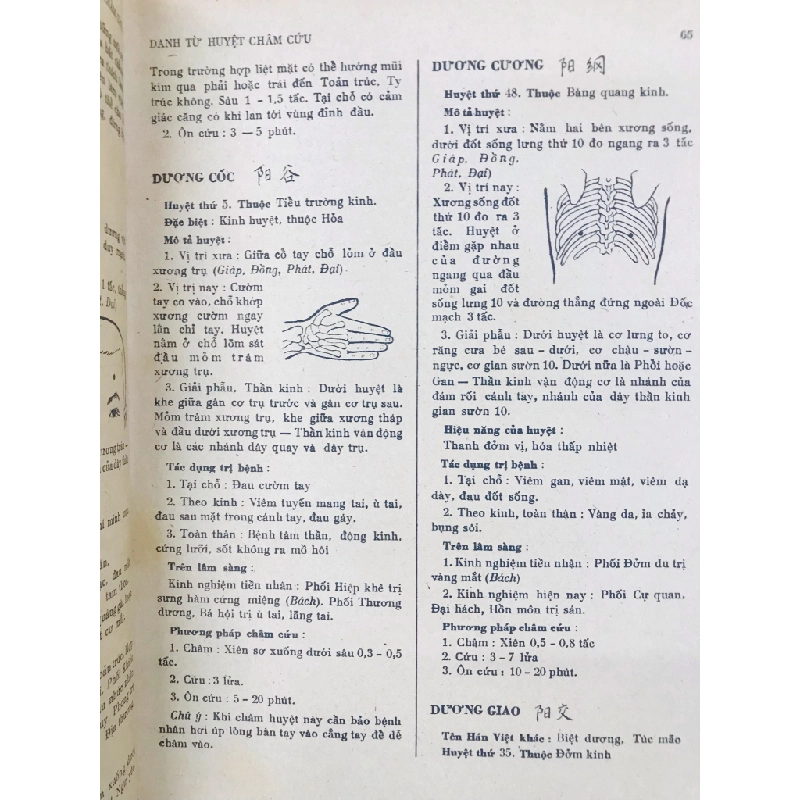 DANH TỪ HUYỆT CHÂM CỨU
65
Trong trường hợp liệt mặt có thể hướng mũi
kim qua phải hoặc trái đến Toản trúc, Ty
trúc không. Sâu 1 - 1,5 tấc. Tại chỗ có cảm
giác căng có khi lan tới vùng đỉnh đầu.
2. Ôn cứu : 3 — 5 phút.
DƯƠNG CỐC 阳谷
Huyệt thứ 5. Thuộc Tiểu trường kinh.
Đặc biệt : Kinh huyệt, thuộc Hỏa
Mô tả huyệt :
1. Vị trí xưa : Giữa cổ tay chỗ lõm ở đầu
xương trụ (Giáp, Đồng, Phát, Đại).
2. Vị trị nay : Cườm
tay co vào, chỗ khớp
xương cườm ngay
lằn chỉ tay. Huyệt
nằm ở chỗ lõm sát
đầu mỏm trâm
xương trụ.
3. Giải phẫu, Thần kinh : Dưới huyệt là
khe giữa gân cơ trụ trước và gân cơ trụ sau.
Mỏm trâm xương trụ, khe giữa xương tháp
và đầu dưới xương trụ — Thần kinh vận động
cơ là các nhánh dây quay và dây trụ.
Tác dụng trị bệnh :
1. Tại chỗ : Đau cườm tay
2. Theo kinh : Viêm tuyến mang tai, ù tai,
đau sau mặt trong cánh tay, đau gáy,
3. Toàn thân : Bệnh tâm thần, động kinh,
cứng lưỡi, sốt không ra mồ hôi
Trên lâm sàng :
Kinh nghiệm tiền nhân : Phối Hiệp khê trị
sưng hàm cứng miệng (Bách). Phối Thương
dương, Bá hội trị ù tai, lãng tai.
Phương pháp châm cứu :
1. Châm : Xiên sơ xuống dưới sâu 0,3 - 0,5
tấc.
2. Cứu : 3 lửa.
3. Ôn cứu : 5 - 20 phút.
Chú ý : Khi châm huyệt này cần bảo bệnh
nhân hơi úp lòng bàn tay vào cẳng tay để dễ
châm vào.
DƯƠNG CƯƠNG 阳纲
Huyệt thứ 48. Thuộc Bàng quang kinh.
Mô tả huyệt :
1. Vị trí xưa : Nằm hai bên xương sống,
dưới đốt sống lưng thứ 10 đo ngang ra 3 tấc
Giáp, Đồng,
Phát, Đại)
2. Vị trí nay :
Xương sống đốt
thứ 10 đo ra 3
tấc. Huyệt ở
điểm gặp nhau
của đường
ngang qua đầu
mỏm gai đốt
sống lưng 10 và đường thẳng đứng ngoài Đốc
mạch 3 tấc.
3. Giải phẫu : Dưới huyệt là cơ lưng to, cơ
răng cưa bé sau - dưới, cơ chậu - sườn -
ngực, cơ gian sườn 10. Dưới nữa là Phổi hoặc
Gan — Thần kinh vận động cơ là nhánh của
đám rối cánh tay, nhánh của dây thần kinh
gian sườn 10.
Hiệu năng của huyệt :
Thanh đởm vị, hóa thấp nhiệt
Tác dụng trị bệnh :
1. Tại chỗ : Viêm gan, viêm mật, viêm dạ
dày, đau đốt sống.
2. Theo kinh, toàn thân : Vàng da, ỉa chảy,
bụng sôi.
Trên lâm sàng :
1. Kinh nghiệm tiền nhân : Phối Đởm du trị
vàng mắt (Bách)
2. Kinh nghiệm hiện nay : Phối Cự quan,
Đại hách, Hồn môn trị sán.
Phương pháp châm cứu :
1. Châm : Xiên 0,5 - 0,8 tấc
2. Cứu : 3 - 7 lửa
3. Ôn cứu : 10 - 20 phút.
DƯƠNG GIAO 阳交
Tên Hán Việt khác : Biệt dương, Túc mão
Huyệt thứ 35. Thuộc Đởm kinh